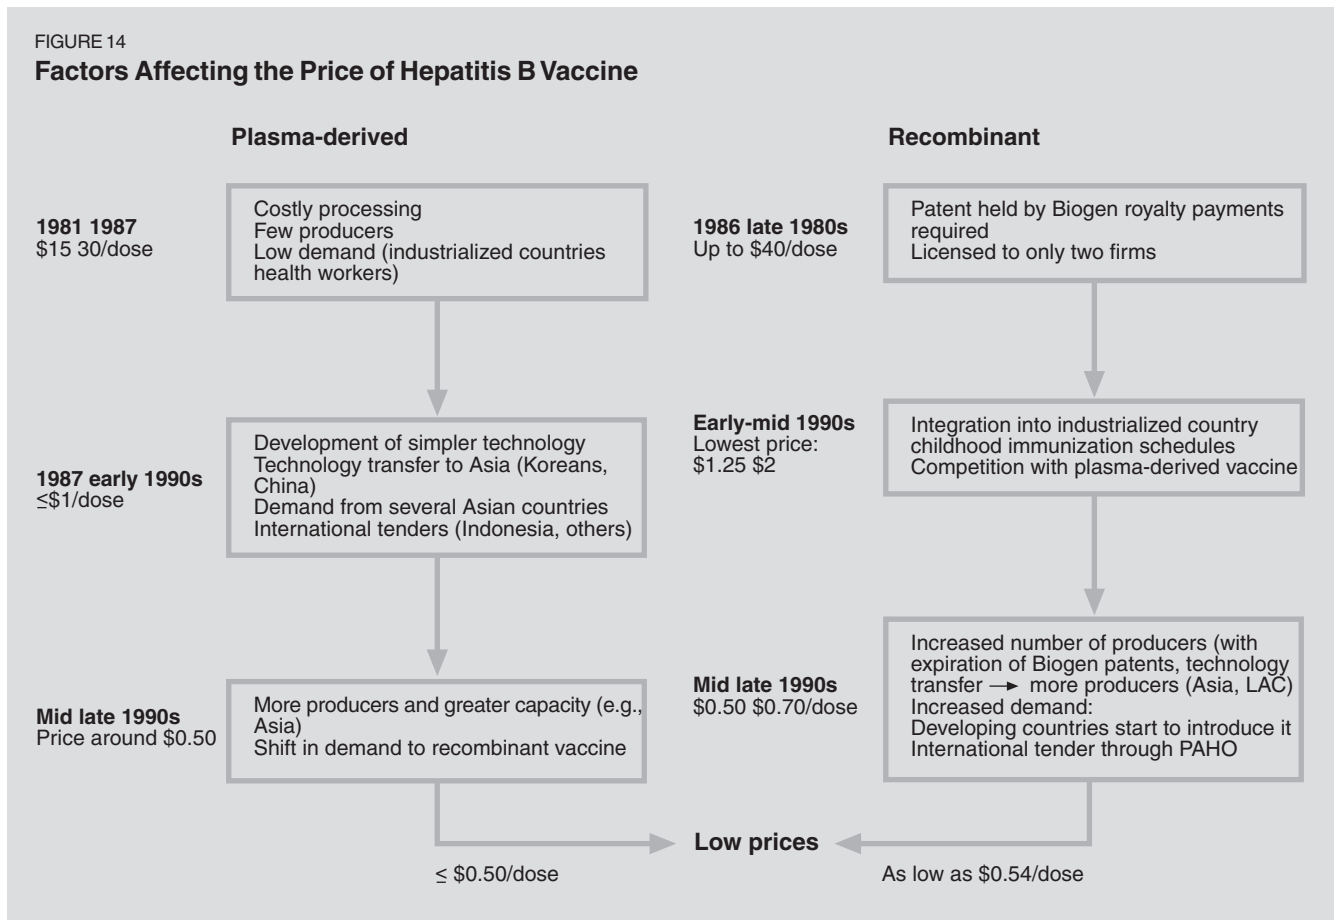 FIGURE 14
Factors Affecting the Price of Hepatitis B Vaccine
Plasma-derived
1981 1987
$15 30/dose
Costly processing
Few producers
Low demand (industrialized countries
health workers)
1987 early 1990s
≤$1/dose
Development of simpler technology
Technology transfer to Asia (Koreans,
China)
Demand from several Asian countries
International tenders (Indonesia, others)
Mid late 1990s
Price around $0.50
More producers and greater capacity (e.g.,
Asia)
Shift in demand to recombinant vaccine
≤ $0.50/dose
Recombinant
1986 late 1980s
Up to $40/dose
Patent held by Biogen royalty payments
required
Licensed to only two firms
Early-mid 1990s
Lowest price:
$1.25 $2
Integration into industrialized country
childhood immunization schedules
Competition with plasma-derived vaccine
Mid late 1990s
$0.50 $0.70/dose
Increased number of producers (with
expiration of Biogen patents, technology
transfer → more producers (Asia, LAC)
Increased demand:
Developing countries start to introduce it
International tender through PAHO
Low prices
As low as $0.54/dose